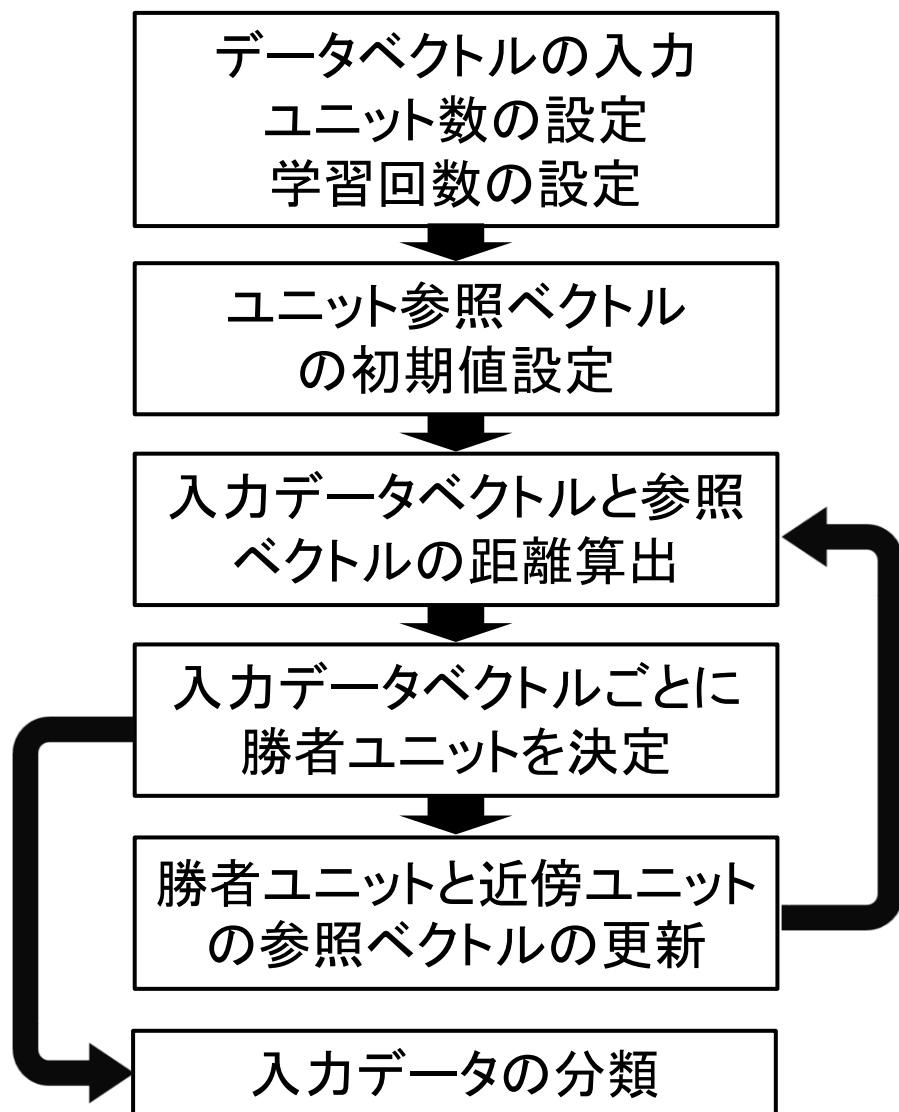 データベクトルの入力
ユニット数の設定
学習回数の設定
ユニット参照ベクトル
の初期値設定
入力データベクトルと参照
ベクトルの距離算出
入力データベクトルごとに
勝者ユニットを決定
勝者ユニットと近傍ユニット
の参照ベクトルの更新
入力データの分類